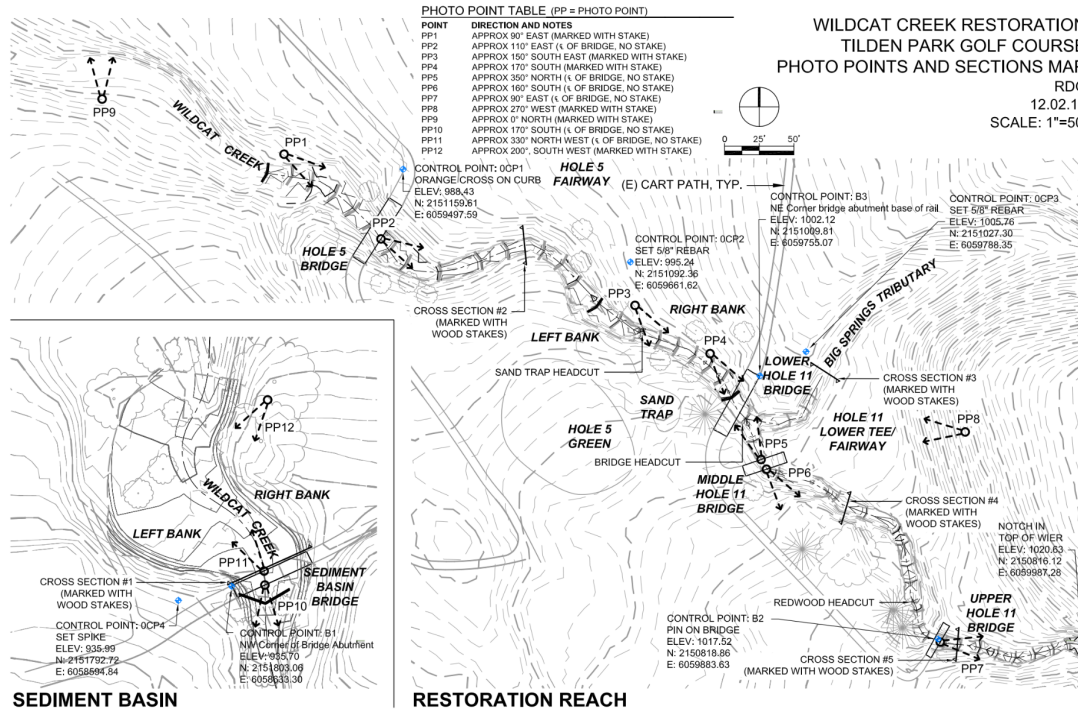 PHOTO POINT TABLE (PP = PHOTO POINT)
POINT DIRECTION AND NOTES
PP1 APPROX 90° EAST (MARKED WITH STAKE)
PP2 APPROX 110° EAST (℄ OF BRIDGE, NO STAKE)
PP3 APPROX 150° SOUTH EAST (MARKED WITH STAKE)
PP4 APPROX 170° SOUTH (MARKED WITH STAKE)
PP5 APPROX 350° NORTH (℄ OF BRIDGE, NO STAKE)
PP6 APPROX 160° SOUTH (℄ OF BRIDGE, NO STAKE)
PP7 APPROX 90° EAST (℄ OF BRIDGE, NO STAKE)
PP8 APPROX 270° WEST (MARKED WITH STAKE)
PP9 APPROX 0° NORTH (MARKED WITH STAKE)
PP10 APPROX 170° SOUTH (℄ OF BRIDGE, NO STAKE)
PP11 APPROX 330° NORTH WEST (℄ OF BRIDGE, NO STAKE)
PP12 APPROX 200°, SOUTH WEST (MARKED WITH STAKE)
WILDCAT CREEK RESTORATION
TILDEN PARK GOLF COURSE
PHOTO POINTS AND SECTIONS MAP
RDG
12.02.1
SCALE: 1"=50
0 25' 50'
PP9
WILDCAT CREEK
PP1
CONTROL POINT: 0CP1
ORANGE CROSS ON CURB
ELEV: 988.43
N: 2151159.61
E: 6059497.59
HOLE 5
FAIRWAY
(E) CART PATH, TYP.
CONTROL POINT: B3
NE Corner bridge abutment base of rail
ELEV: 1002.12
N: 2151009.81
E: 6059755.07
CONTROL POINT: 0CP3
SET 5/8" REBAR
ELEV: 1005.76
N: 2151027.30
E: 6059788.35
PP2
HOLE 5
BRIDGE
CONTROL POINT: 0CP2
SET 5/8" REBAR
ELEV: 995.24
N: 2151092.36
E: 6059661.62
BIG SPRINGS TRIBUTARY
CROSS SECTION #2
(MARKED WITH
WOOD STAKES)
PP3
RIGHT BANK
LEFT BANK
PP4
SAND TRAP HEADCUT
LOWER
HOLE 11
BRIDGE
CROSS SECTION #3
(MARKED WITH
WOOD STAKES)
SAND
TRAP
HOLE 5
GREEN
HOLE 11
LOWER TEE/
FAIRWAY
PP8
BRIDGE HEADCUT
PP5
PP6
MIDDLE
HOLE 11
BRIDGE
CROSS SECTION #4
(MARKED WITH
WOOD STAKES)
NOTCH IN
TOP OF WIER
ELEV: 1020.63
N: 2150816.12
E: 6059987.28
REDWOOD HEADCUT
UPPER
HOLE 11
BRIDGE
CONTROL POINT: B2
PIN ON BRIDGE
ELEV: 1017.52
N: 2150818.86
E: 6059883.63
CROSS SECTION #5
(MARKED WITH WOOD STAKES)
PP7
PP12
RIGHT BANK
WILDCAT CREEK
LEFT BANK
PP11
SEDIMENT
BASIN
BRIDGE
CROSS SECTION #1
(MARKED WITH
WOOD STAKES)
PP10
CONTROL POINT: 0CP4
SET SPIKE
ELEV: 935.99
N: 2151792.72
E: 6058594.84
CONTROL POINT: B1
NW Corner of Bridge Abutment
ELEV: 935.70
N: 2151803.06
E: 6058633.30
SEDIMENT BASIN
RESTORATION REACH